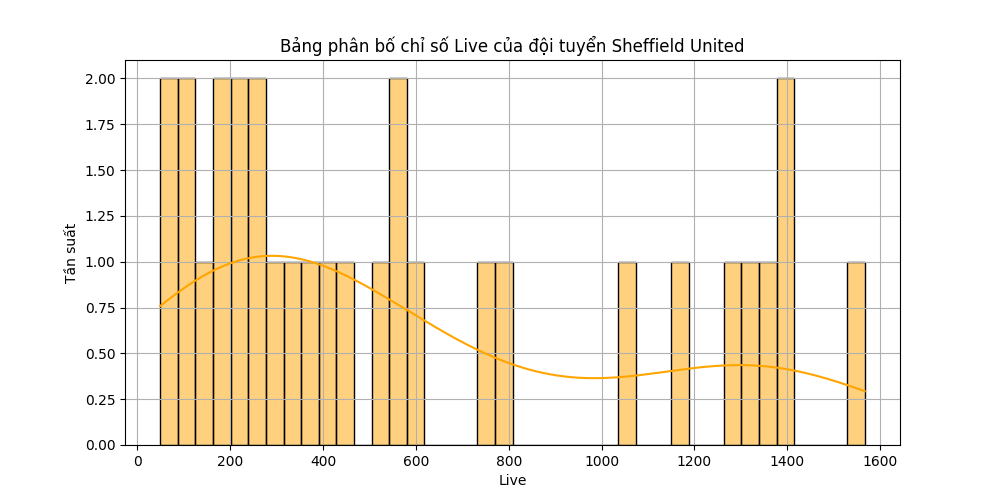 Bảng phân bố chỉ số Live của đội tuyển Sheffield United
Tần suất
2.00
1.75
1.50
1.25
1.00
0.75
0.50
0.25
0.00
0 200 400 600 800 1000 1200 1400 1600
Live